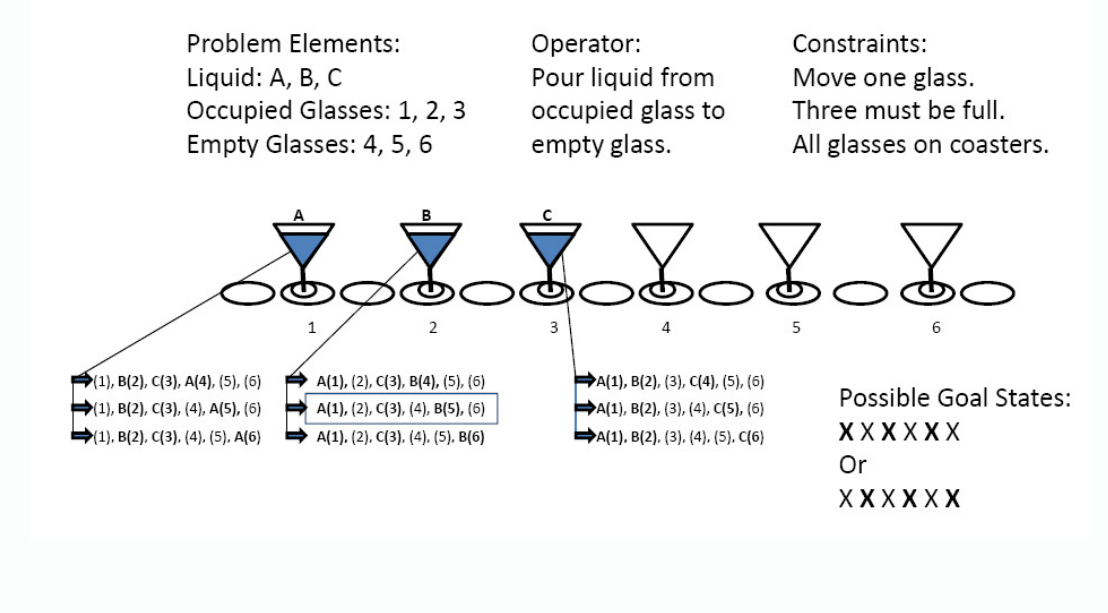 Problem Elements:
Liquid: A, B, C
Occupied Glasses: 1, 2, 3
Empty Glasses: 4, 5, 6
Operator:
Pour liquid from
occupied glass to
empty glass.
Constraints:
Move one glass.
Three must be full.
All glasses on coasters.
A B C
1 2 3 4 5 6
(1), B(2), C(3), A(4), (5), (6)
(1), B(2), C(3), (4), A(5), (6)
(1), B(2), C(3), (4), (5), A(6)
A(1), (2), C(3), B(4), (5), (6)
A(1), (2), C(3), (4), B(5), (6)
A(1), (2), C(3), (4), (5), B(6)
A(1), B(2), (3), C(4), (5), (6)
A(1), B(2), (3), (4), C(5), (6)
A(1), B(2), (3), (4), (5), C(6)
Possible Goal States:
X X X X X X
Or
X X X X X X